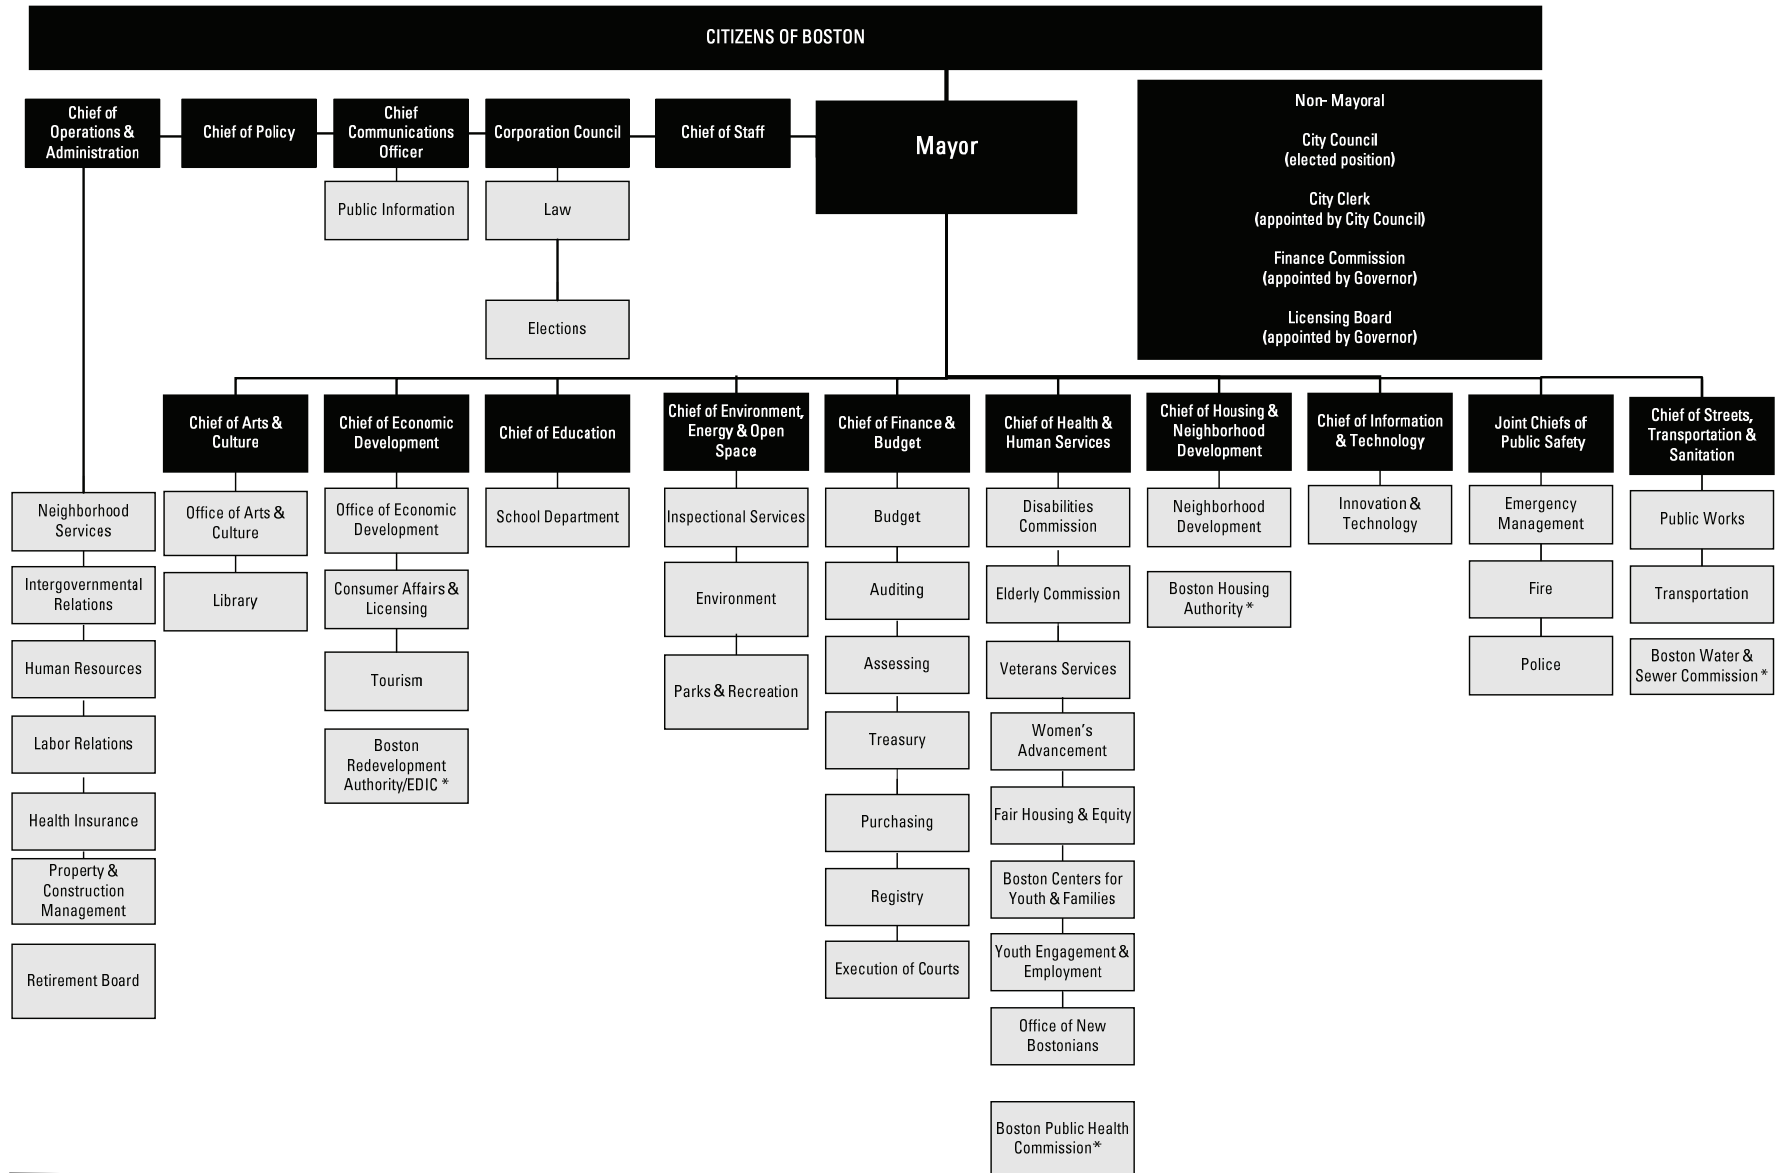 CITIZENS OF BOSTON
Chief of
Operations &
Administration
Chief of Policy
Chief
Communications
Officer
Corporation Council
Chief of Staff
Mayor
Non- Mayoral
City Council
(elected position)
City Clerk
(appointed by City Council)
Finance Commission
(appointed by Governor)
Licensing Board
(appointed by Governor)
Public Information
Law
Elections
Neighborhood
Services
Intergovernmental
Relations
Human Resources
Labor Relations
Health Insurance
Property &
Construction
Management
Retirement Board
Chief of Arts &
Culture
Office of Arts &
Culture
Library
Chief of Economic
Development
Office of Economic
Development
Consumer Affairs &
Licensing
Tourism
Boston
Redevelopment
Authority/EDIC *
Chief of Education
School Department
Chief of Environment,
Energy & Open
Space
Inspectional Services
Environment
Parks & Recreation
Chief of Finance &
Budget
Budget
Auditing
Assessing
Treasury
Purchasing
Registry
Execution of Courts
Chief of Health &
Human Services
Disabilities
Commission
Elderly Commission
Veterans Services
Women's
Advancement
Fair Housing & Equity
Boston Centers for
Youth & Families
Youth Engagement &
Employment
Office of New
Bostonians
Boston Public Health
Commission*
Chief of Housing &
Neighborhood
Development
Neighborhood
Development
Boston Housing
Authority *
Chief of Information
& Technology
Innovation &
Technology
Joint Chiefs of
Public Safety
Emergency
Management
Fire
Police
Chief of Streets,
Transportation &
Sanitation
Public Works
Transportation
Boston Water &
Sewer Commission *